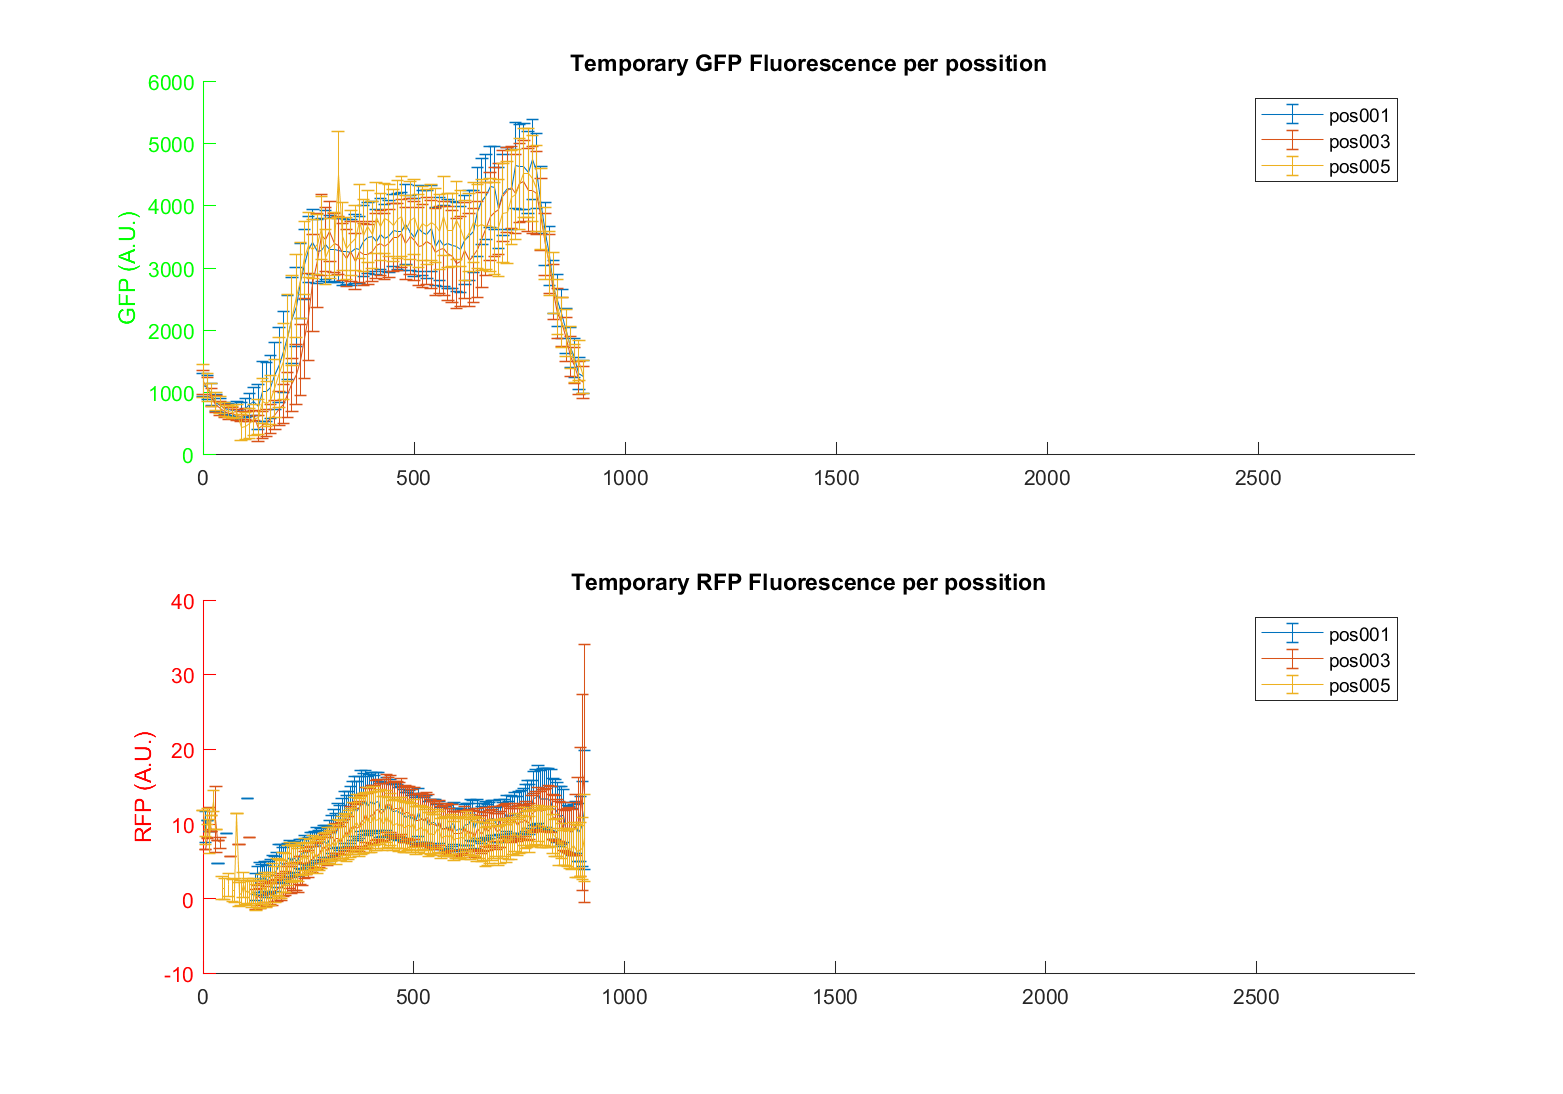 Temporary GFP Fluorescence per possition
6000
5000
4000
3000
2000
1000
0
GFP (A.U.)
pos001
pos003
pos005
0 500 1000 1500 2000 2500
Temporary RFP Fluorescence per possition
40
30
20
10
0
-10
RFP (A.U.)
pos001
pos003
pos005
0 500 1000 1500 2000 2500